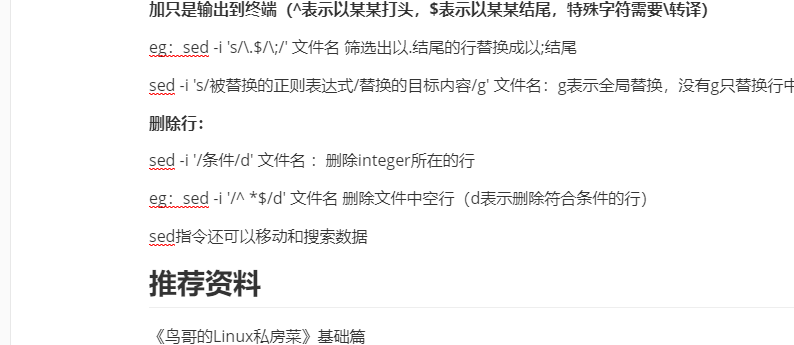 加只是输出到终端（^表示以某某打头，$表示以某某结尾，特殊字符需要\转译）
eg：sed -i 's/\.$/\;/' 文件名 筛选出以.结尾的行替换成以;结尾
sed -i 's/被替换的正则表达式/替换的目标内容/g' 文件名：g表示全局替换，没有g只替换行中
删除行：
sed -i '/条件/d' 文件名 ：删除integer所在的行
eg：sed -i '/^ *$/d' 文件名 删除文件中空行（d表示删除符合条件的行）
sed指令还可以移动和搜索数据
推荐资料
《鸟哥的Linux私房菜》基础篇